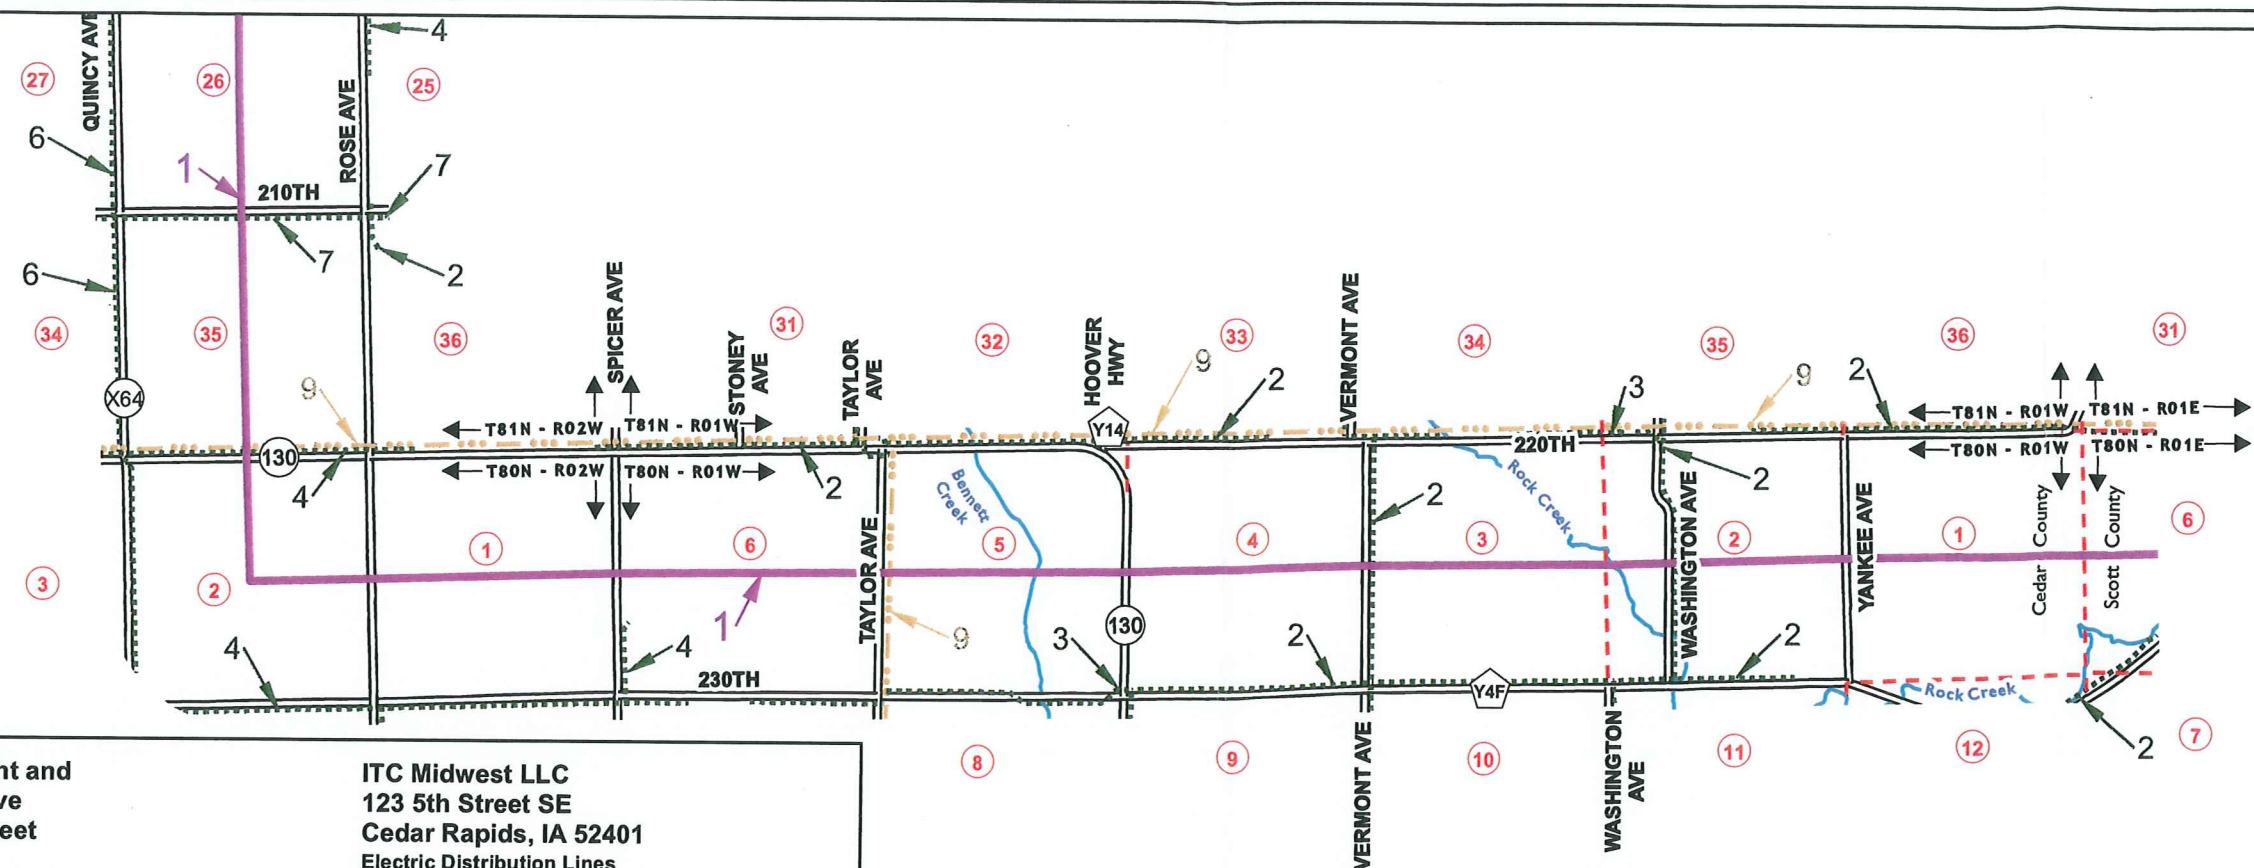 QUINCY AV
4
27
26
25
ROSE AVE
6
1
7
210TH
7
2
6
34
35
36
SPICER AVE
31
STONEY
AVE
TAYLOR
AVE
32
HOOVER
HWY
33
VERMONT AVE
34
35
36
31
X64
9
9
2
3
9
2
T81N - R02W
T81N - R01W
Y14
220TH
T81N - R01W
T81N - R01E
130
T80N - R02W
T80N - R01W
T80N - R01W
T80N - R01E
4
2
Bennett
Creek
2
Rock Creek
2
WASHINGTON AVE
YANKEE AVE
Cedar County
Scott County
3
2
1
6
TAYLOR AVE
5
4
3
2
1
6
1
9
130
4
4
3
2
2
230TH
Y4F
Rock Creek
2
8
9
VERMONT AVE
10
WASHINGTON
AVE
11
12
7
nt and
ve
eet
ITC Midwest LLC
123 5th Street SE
Cedar Rapids, IA 52401
Electric Distribution Lines